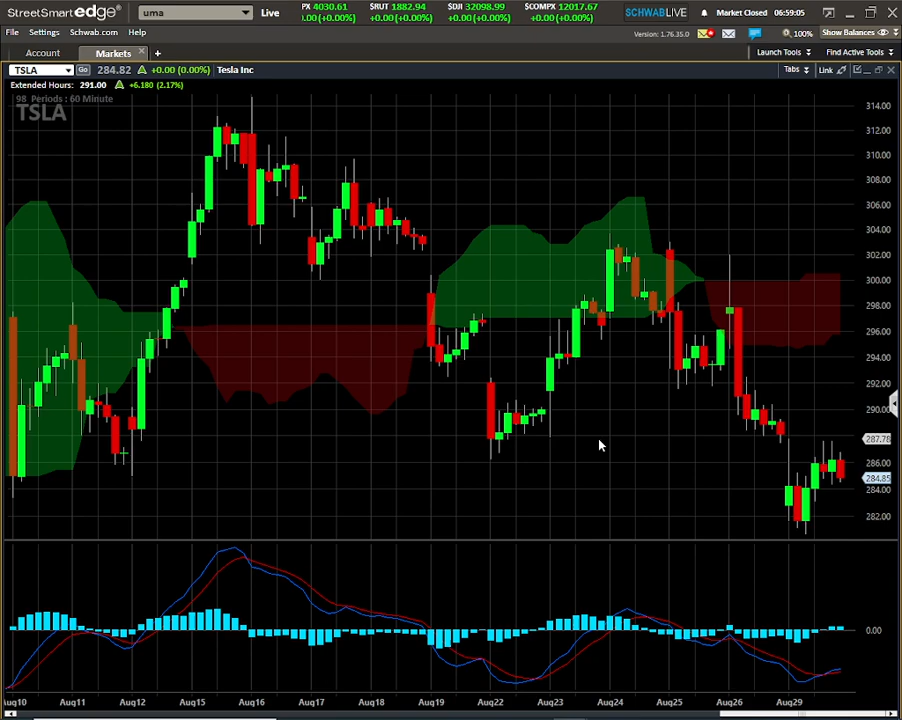 StreetSmart edge® uma Live PX 4030.61 $RUT 1882.94 $DJI 32098.99 $COMPX 12017.67 SCHWABLIVE Market Closed 06:59:05
0.00 (+0.00%) +0.00 (+0.00%) +0.00 (+0.00%) +0.00 (+0.00%)
File Settings Schwab.com Help Version: 1.76.35.0 100% Show Balances
Account Markets × + Launch Tools Find Active Tools
TSLA Go 284.82 +0.00 (0.00%) Tesla Inc Tabs Link
Extended Hours: 291.00 +6.180 (2.17%)
98 Periods : 60 Minute
TSLA
314.00
312.00
310.00
308.00
306.00
304.00
302.00
300.00
298.00
296.00
294.00
292.00
290.00
287.78
286.00
284.85
284.00
282.00
0.00
Aug10 Aug11 Aug12 Aug15 Aug16 Aug17 Aug18 Aug19 Aug22 Aug23 Aug24 Aug25 Aug26 Aug29